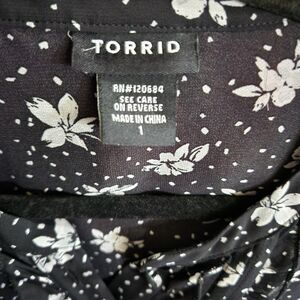 TORRID
RN#120684
SEE CARE
ON REVERSE
MADE IN CHINA
1